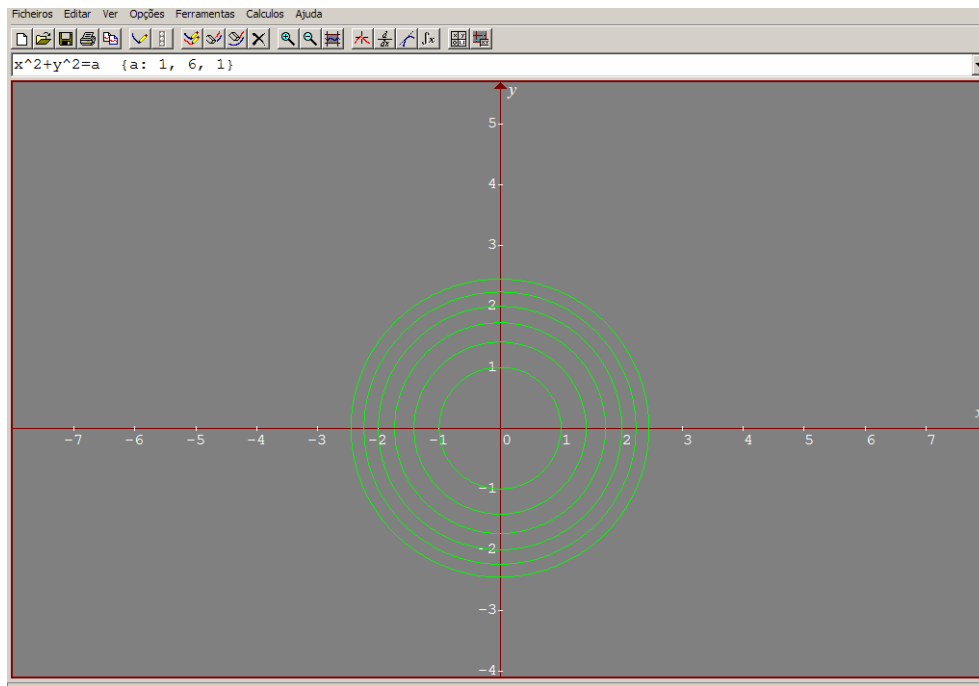 Ficheiros Editar Ver Opções Ferramentas Calculos Ajuda
d/dx ∫x
x^2+y^2=a {a: 1, 6, 1}
y
5
4
3
2
1
x
-7 -6 -5 -4 -3 -2 -1 0 1 2 3 4 5 6 7
-1
-2
-3
-4